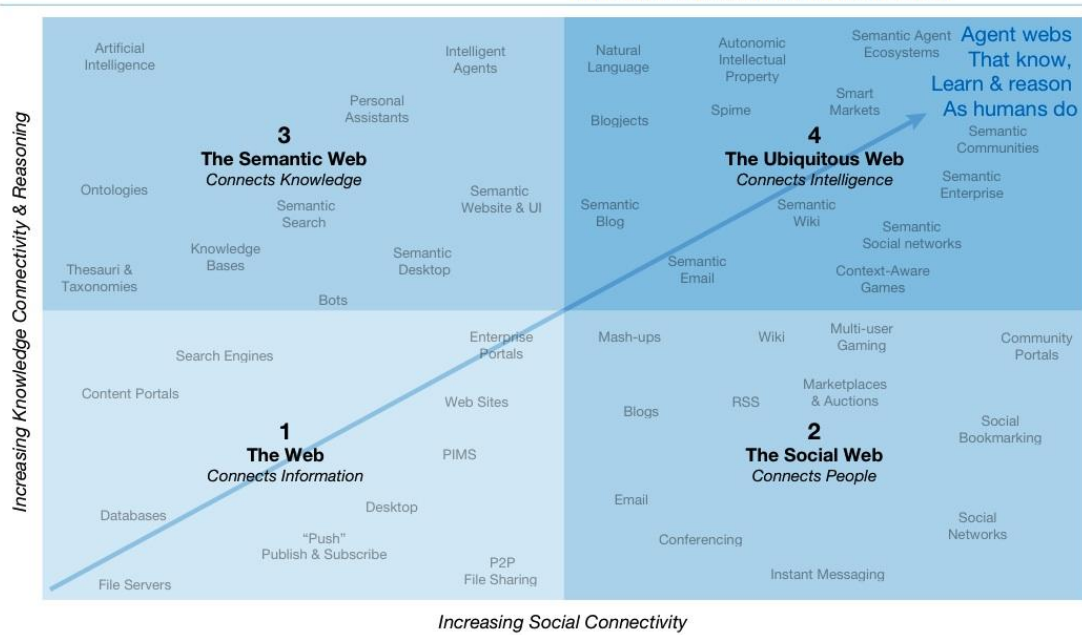 Increasing Knowledge Connectivity & Reasoning
Artificial
Intelligence
Intelligent
Agents
Personal
Assistants
3
The Semantic Web
Connects Knowledge
Ontologies
Semantic
Search
Semantic
Website & UI
Knowledge
Bases
Semantic
Desktop
Thesauri &
Taxonomies
Bots
Natural
Language
Autonomic
Intellectual
Property
Semantic Agent
Ecosystems
Agent webs
That know,
Learn & reason
As humans do
Blogjects
Spime
Smart
Markets
4
The Ubiquitous Web
Connects Intelligence
Semantic
Communities
Semantic
Enterprise
Semantic
Blog
Semantic
Wiki
Semantic
Social networks
Semantic
Email
Context-Aware
Games
Search Engines
Enterprise
Portals
Content Portals
Web Sites
1
The Web
Connects Information
PIMS
Databases
Desktop
“Push”
Publish & Subscribe
P2P
File Sharing
File Servers
Mash-ups
Wiki
Multi-user
Gaming
Community
Portals
Blogs
RSS
Marketplaces
& Auctions
Social
Bookmarking
2
The Social Web
Connects People
Email
Conferencing
Social
Networks
Instant Messaging
Increasing Social Connectivity